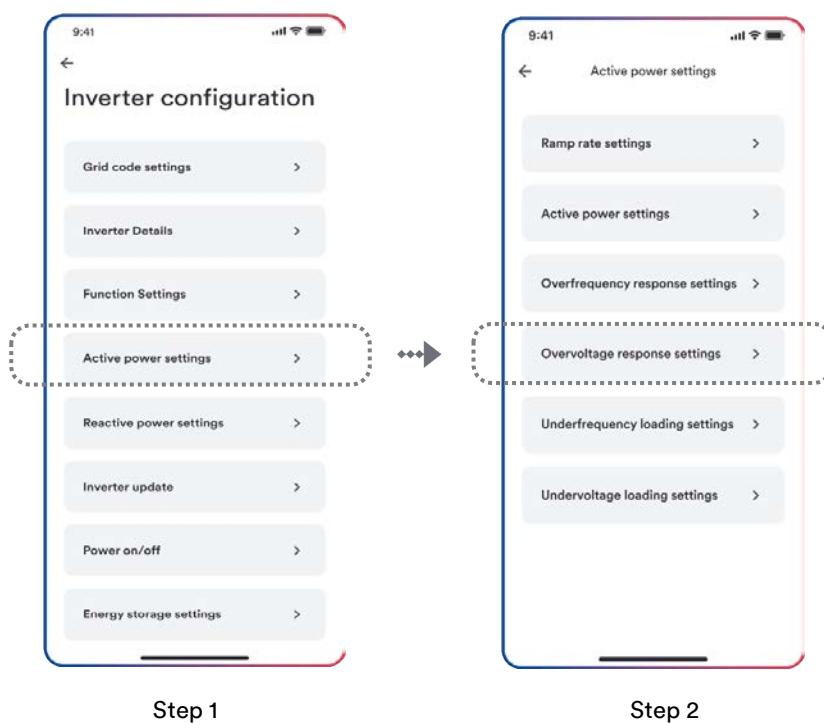 9:41
Inverter configuration
Grid code settings
Inverter Details
Function Settings
Active power settings
Reactive power settings
Inverter update
Power on/off
Energy storage settings
Step 1
9:41
Active power settings
Ramp rate settings
Active power settings
Overfrequency response settings
Overvoltage response settings
Underfrequency loading settings
Undervoltage loading settings
Step 2